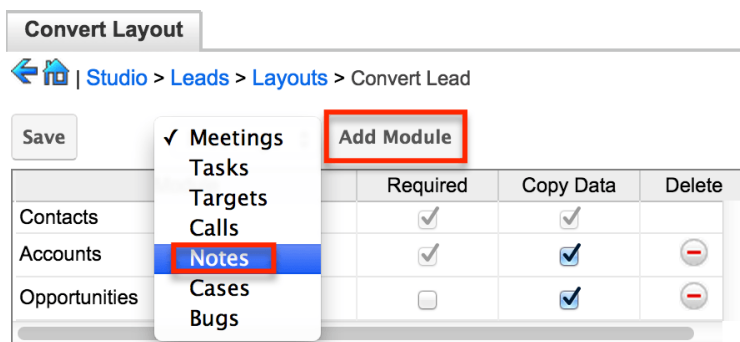 Convert Layout
| Studio > Leads > Layouts > Convert Lead
Save
✓ Meetings
Add Module
Tasks
Targets
Calls
Notes
Cases
Bugs
Required Copy Data Delete
Contacts
Accounts
Opportunities